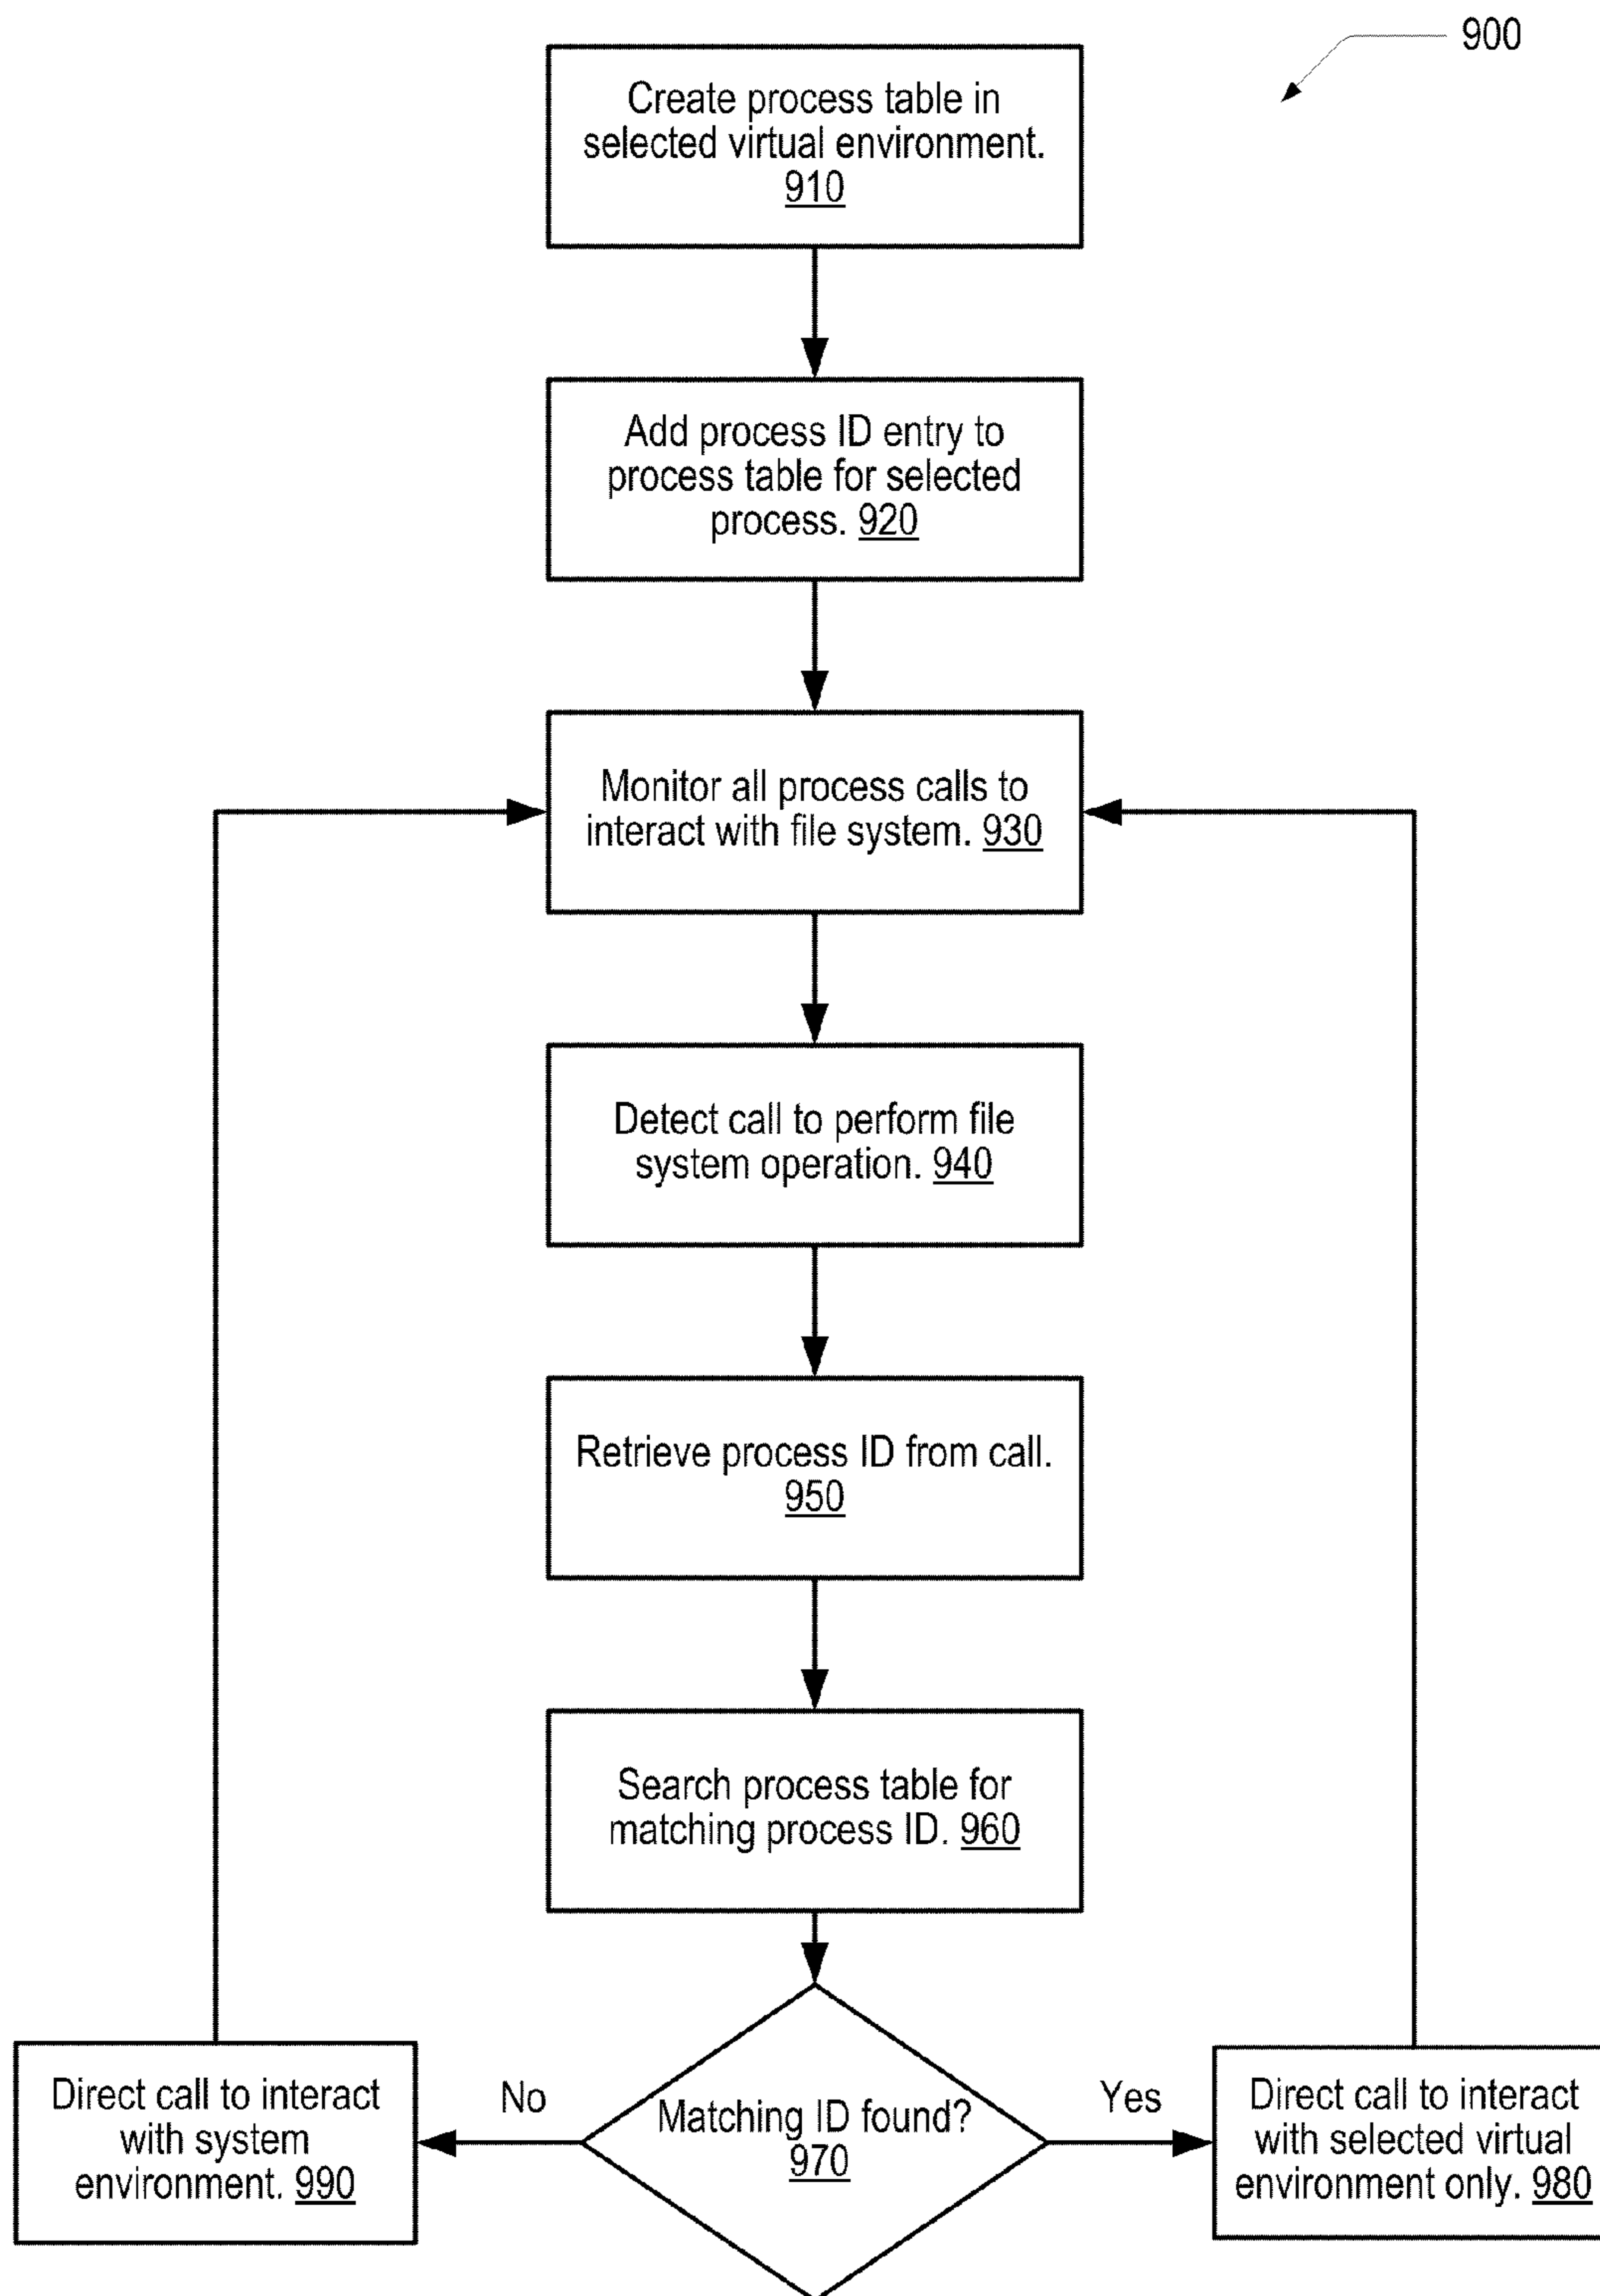 900
Create process table in
selected virtual environment.
910
Add process ID entry to
process table for selected
process. 920
Monitor all process calls to
interact with file system. 930
Detect call to perform file
system operation. 940
Retrieve process ID from call.
950
Search process table for
matching process ID. 960
Matching ID found?
970
No
Yes
Direct call to interact
with system
environment. 990
Direct call to interact
with selected virtual
environment only. 980